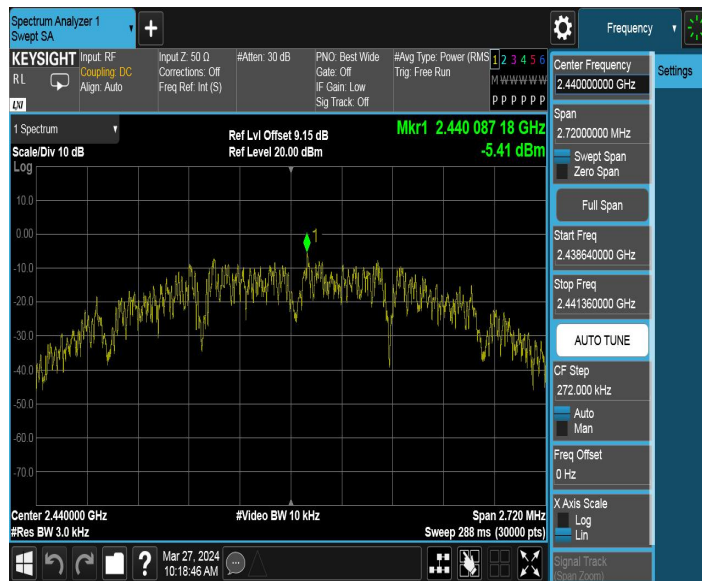 Spectrum Analyzer 1
Swept SA
+
Frequency
KEYSIGHT
RL
LXI
Input: RF
Coupling: DC
Align: Auto
Input Z: 50 Ω
Corrections: Off
Freq Ref: Int (S)
#Atten: 30 dB
PNO: Best Wide
Gate: Off
IF Gain: Low
Sig Track: Off
#Avg Type: Power (RMS
Trig: Free Run
1 2 3 4 5 6
M W W W W W
P P P P P P
1 Spectrum
Scale/Div 10 dB
Ref Lvl Offset 9.15 dB
Ref Level 20.00 dBm
Mkr1 2.440 087 18 GHz
-5.41 dBm
Log
10.0
0.00
-10.0
-20.0
-30.0
-40.0
-50.0
-60.0
-70.0
1
Center 2.440000 GHz
#Res BW 3.0 kHz
#Video BW 10 kHz
Span 2.720 MHz
Sweep 288 ms (30000 pts)
?
Mar 27, 2024
10:18:46 AM
Center Frequency
2.440000000 GHz
Span
2.72000000 MHz
Swept Span
Zero Span
Full Span
Start Freq
2.438640000 GHz
Stop Freq
2.441360000 GHz
AUTO TUNE
CF Step
272.000 kHz
Auto
Man
Freq Offset
0 Hz
X Axis Scale
Log
Lin
Signal Track
(Span Zoom)
Settings